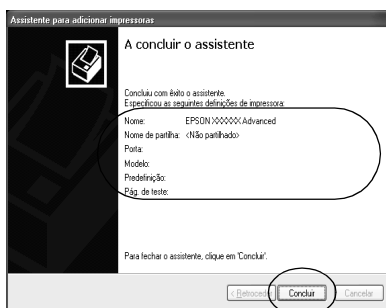 Assistente para adicionar impressoras
A concluir o assistente
Concluiu com êxito o assistente.
Especificou as seguintes definições de impressora:
Nome: EPSON XXXXXX Advanced
Nome de partilha: <Não partilhado>
Porta:
Modelo:
Predefinição:
Pág. de teste:
Para fechar o assistente, clique em 'Concluir'.
< Retroceder Concluir Cancelar